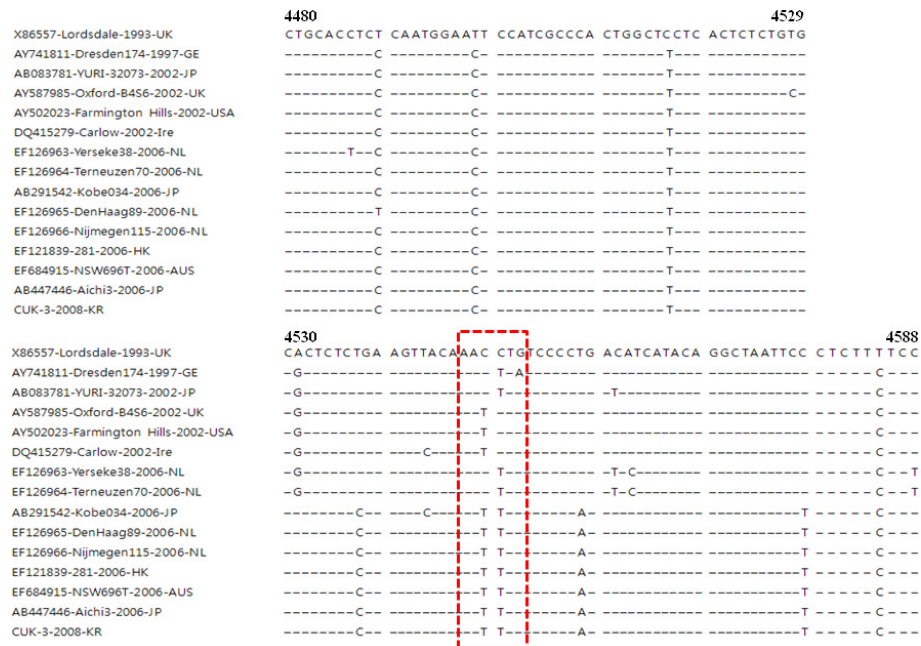 4480 4529
X86557-Lordsdale-1993-UK CTGCACCTCT CAATGGAATT CCATCGCCCA CTGGCTCCTC ACTCTCTGTG
AY741811-Dresden174-1997-GE ---------C --------C- ---------- ------T--- ----------
AB083781-YURI-32073-2002-JP ---------C --------C- ---------- ------T--- ----------
AY587985-Oxford-B4S6-2002-UK ---------C --------C- ---------- ------T--- --------C-
AY502023-Farmington Hills-2002-USA ---------C --------C- ---------- ------T--- ----------
DQ415279-Carlow-2002-Ire ---------C --------C- ---------- ------T--- ----------
EF126963-Yerseke38-2006-NL ------T--C --------C- ---------- ------T--- ----------
EF126964-Terneuzen70-2006-NL ---------C --------C- ---------- ------T--- ----------
AB291542-Kobe034-2006-JP ---------C --------C- ---------- ------T--- ----------
EF126965-DenHaag89-2006-NL ---------T --------C- ---------- ------T--- ----------
EF126966-Nijmegen115-2006-NL ---------C --------C- ---------- ------T--- ----------
EF121839-281-2006-HK ---------C --------C- ---------- ------T--- ----------
EF684915-NSW696T-2006-AUS ---------C --------C- ---------- ------T--- ----------
AB447446-Aichi3-2006-JP ---------C --------C- ---------- ------T--- ----------
CUK-3-2008-KR ---------C --------C- ---------- ------T--- ----------
4530 4588
X86557-Lordsdale-1993-UK CACTCTCTGA AGTTACAAAC CTGTCCCCTG ACATCATACA GGCTAATTCC CTCTTTTCC
AY741811-Dresden174-1997-GE -G-------- ---------- T-A------- ---------- ---------- -----C---
AB083781-YURI-32073-2002-JP -G-------- ---------- T--------- -T-------- ---------- -----C---
AY587985-Oxford-B4S6-2002-UK -G-------- ---------T ---------- ---------- ---------- -----C---
AY502023-Farmington Hills-2002-USA -G-------- ---------T ---------- ---------- ---------- -----C---
DQ415279-Carlow-2002-Ire -G-------- ---C-----T ---------- ---------- ---------- -----C---
EF126963-Yerseke38-2006-NL -G-------- ---------- T--------- -T-C------ ---------- --------T
EF126964-Terneuzen70-2006-NL -G-------- ---------- T--------- -T-C------ ---------- -----C--T
AB291542-Kobe034-2006-JP -------C-- ---C-----T T-------A- ---------- ---------T -----C---
EF126965-DenHaag89-2006-NL -------C-- ---------T T-------A- ---------- ---------T -----C---
EF126966-Nijmegen115-2006-NL -------C-- ---------T T-------A- ---------- ---------T -----C---
EF121839-281-2006-HK -------C-- ---------T T-------A- ---------- ---------T -----C---
EF684915-NSW696T-2006-AUS -------C-- ---------T T-------A- ---------- ---------T -----C---
AB447446-Aichi3-2006-JP -------C-- ---------T T-------A- ---------- ---------T -----C---
CUK-3-2008-KR -------C-- ---------T T-------A- ---------- ---------T -----C---